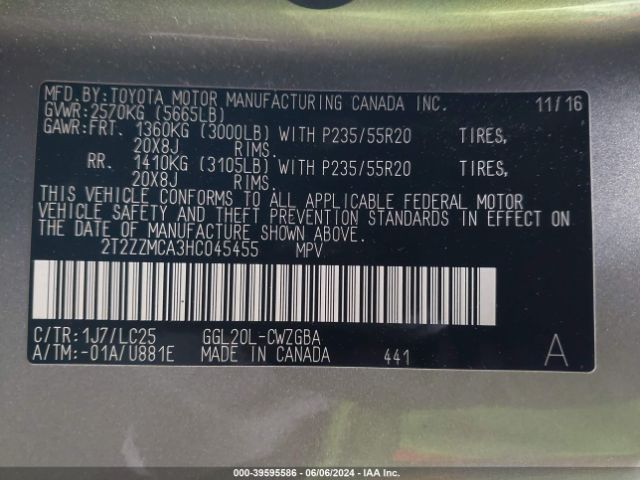 MFD.BY:TOYOTA MOTOR MANUFACTURING CANADA INC. 11/16
GVWR:2570KG (5665LB)
GAWR:FRT. 1360KG (3000LB) WITH P235/55R20 TIRES,
20X8J RIMS.
RR. 1410KG (3105LB) WITH P235/55R20 TIRES,
20X8J RIMS.
THIS VEHICLE CONFORMS TO ALL APPLICABLE FEDERAL MOTOR
VEHICLE SAFETY AND THEFT PREVENTION STANDARDS IN EFFECT ON
THE DATE OF MANUFACTURE SHOWN ABOVE.
2T2ZZMCA3HC045455 MPV
C/TR:1J7/LC25 GGL20L-CWZGBA
A/TM:-01A/U881E MADE IN CANADA 441 A
000-39595586 - 06/06/2024 - IAA Inc.